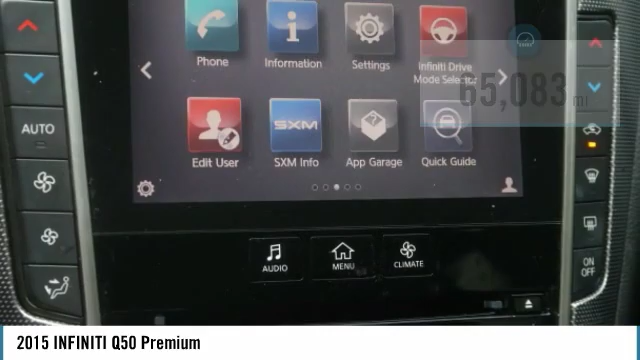 Phone Information Settings Infiniti Drive
Mode Selector
65,083 mi
AUTO
SXM
Edit User SXM Info App Garage Quick Guide
AUDIO MENU CLIMATE
ON
OFF
2015 INFINITI Q50 Premium